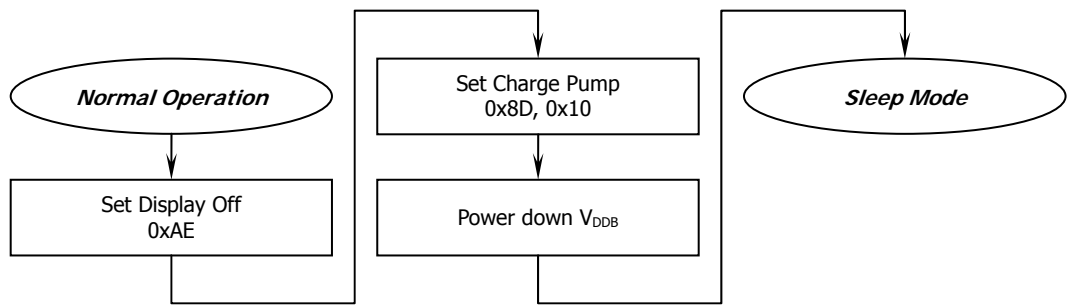 Normal Operation
Set Display Off
0xAE
Set Charge Pump
0x8D, 0x10
Power down VDDB
Sleep Mode